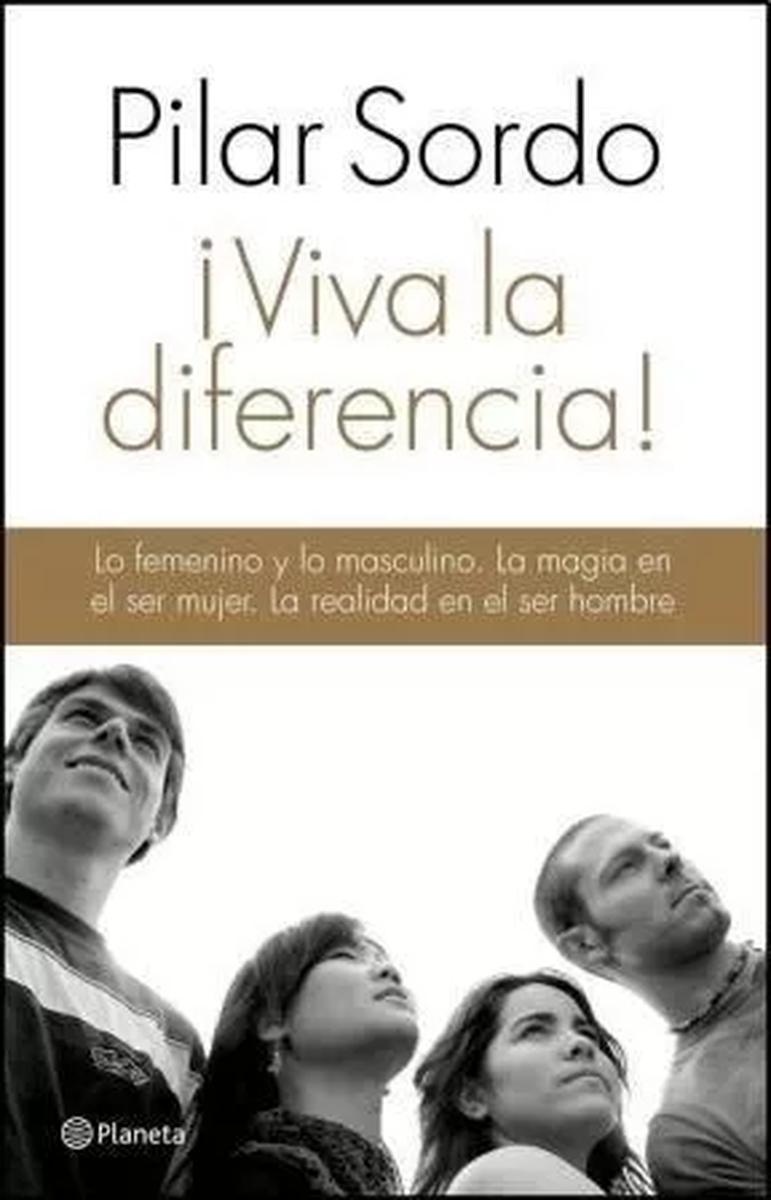 Pilar Sordo
¡Viva la
diferencia!
Lo femenino y lo masculino. La magia en
el ser mujer. La realidad en el ser hombre
Planeta